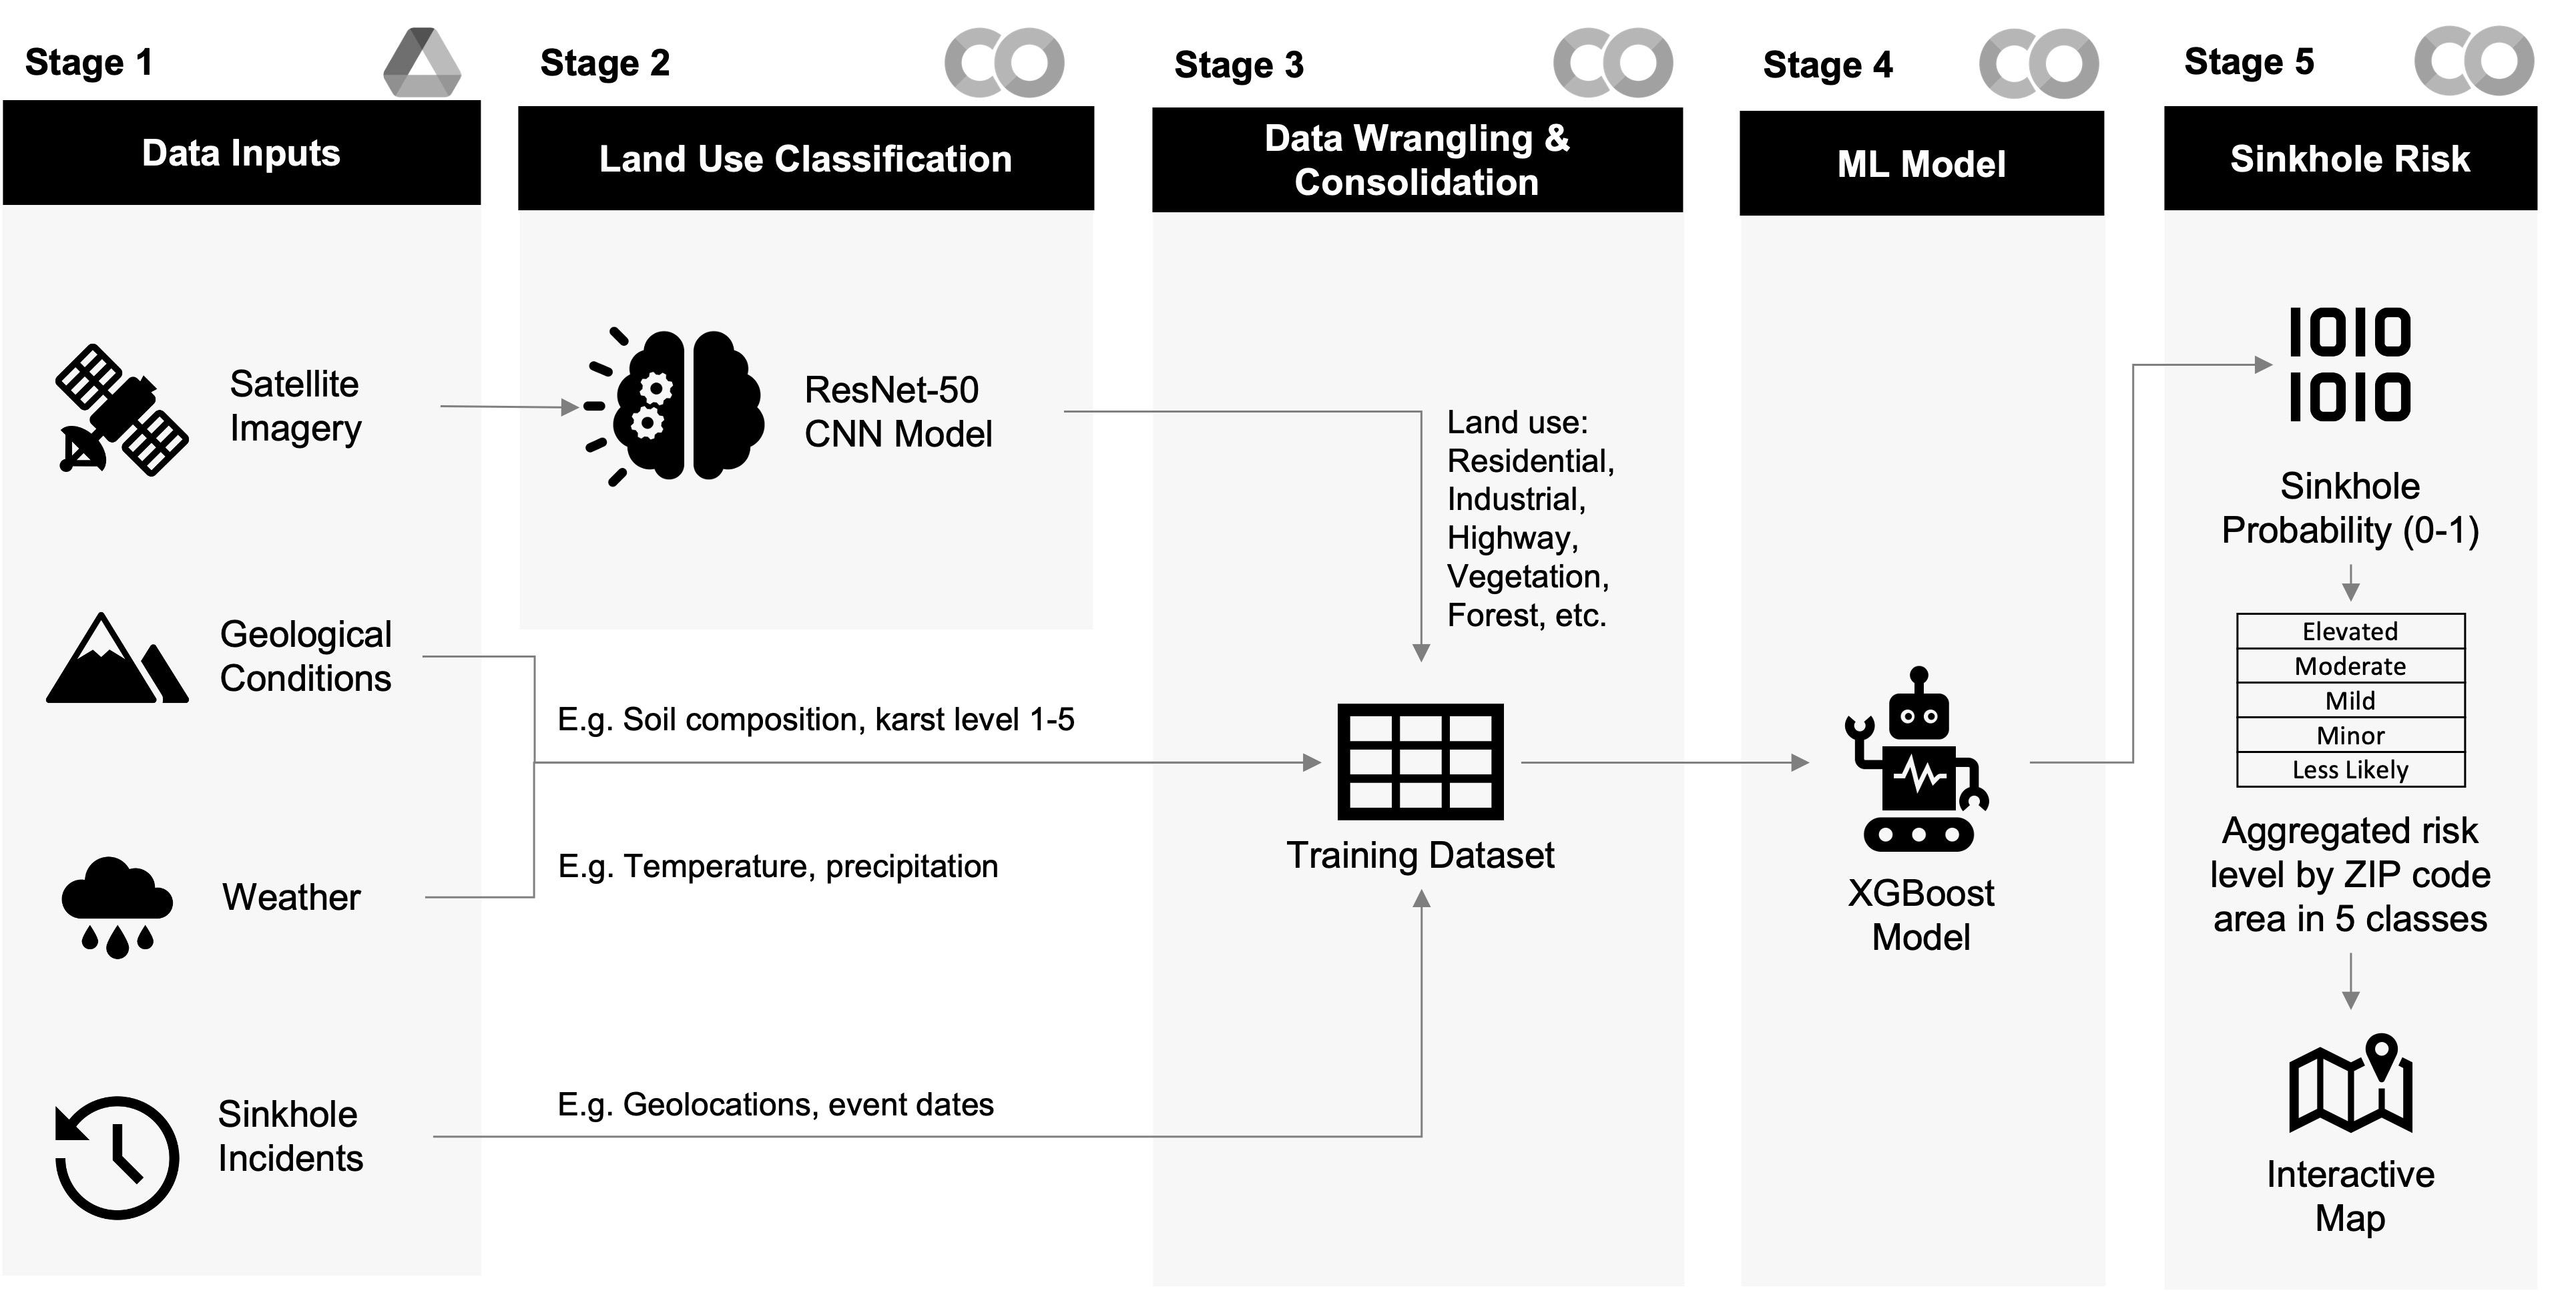 Stage 1
Data Inputs
Satellite
Imagery
Geological
Conditions
Weather
Sinkhole
Incidents
Stage 2
Land Use Classification
ResNet-50
CNN Model
E.g. Soil composition, karst level 1-5
E.g. Temperature, precipitation
E.g. Geolocations, event dates
Stage 3
Data Wrangling &
Consolidation
Land use:
Residential,
Industrial,
Highway,
Vegetation,
Forest, etc.
Training Dataset
Stage 4
ML Model
XGBoost
Model
Stage 5
Sinkhole Risk
1010
1010
Sinkhole
Probability (0-1)
Elevated
Moderate
Mild
Minor
Less Likely
Aggregated risk
level by ZIP code
area in 5 classes
Interactive
Map